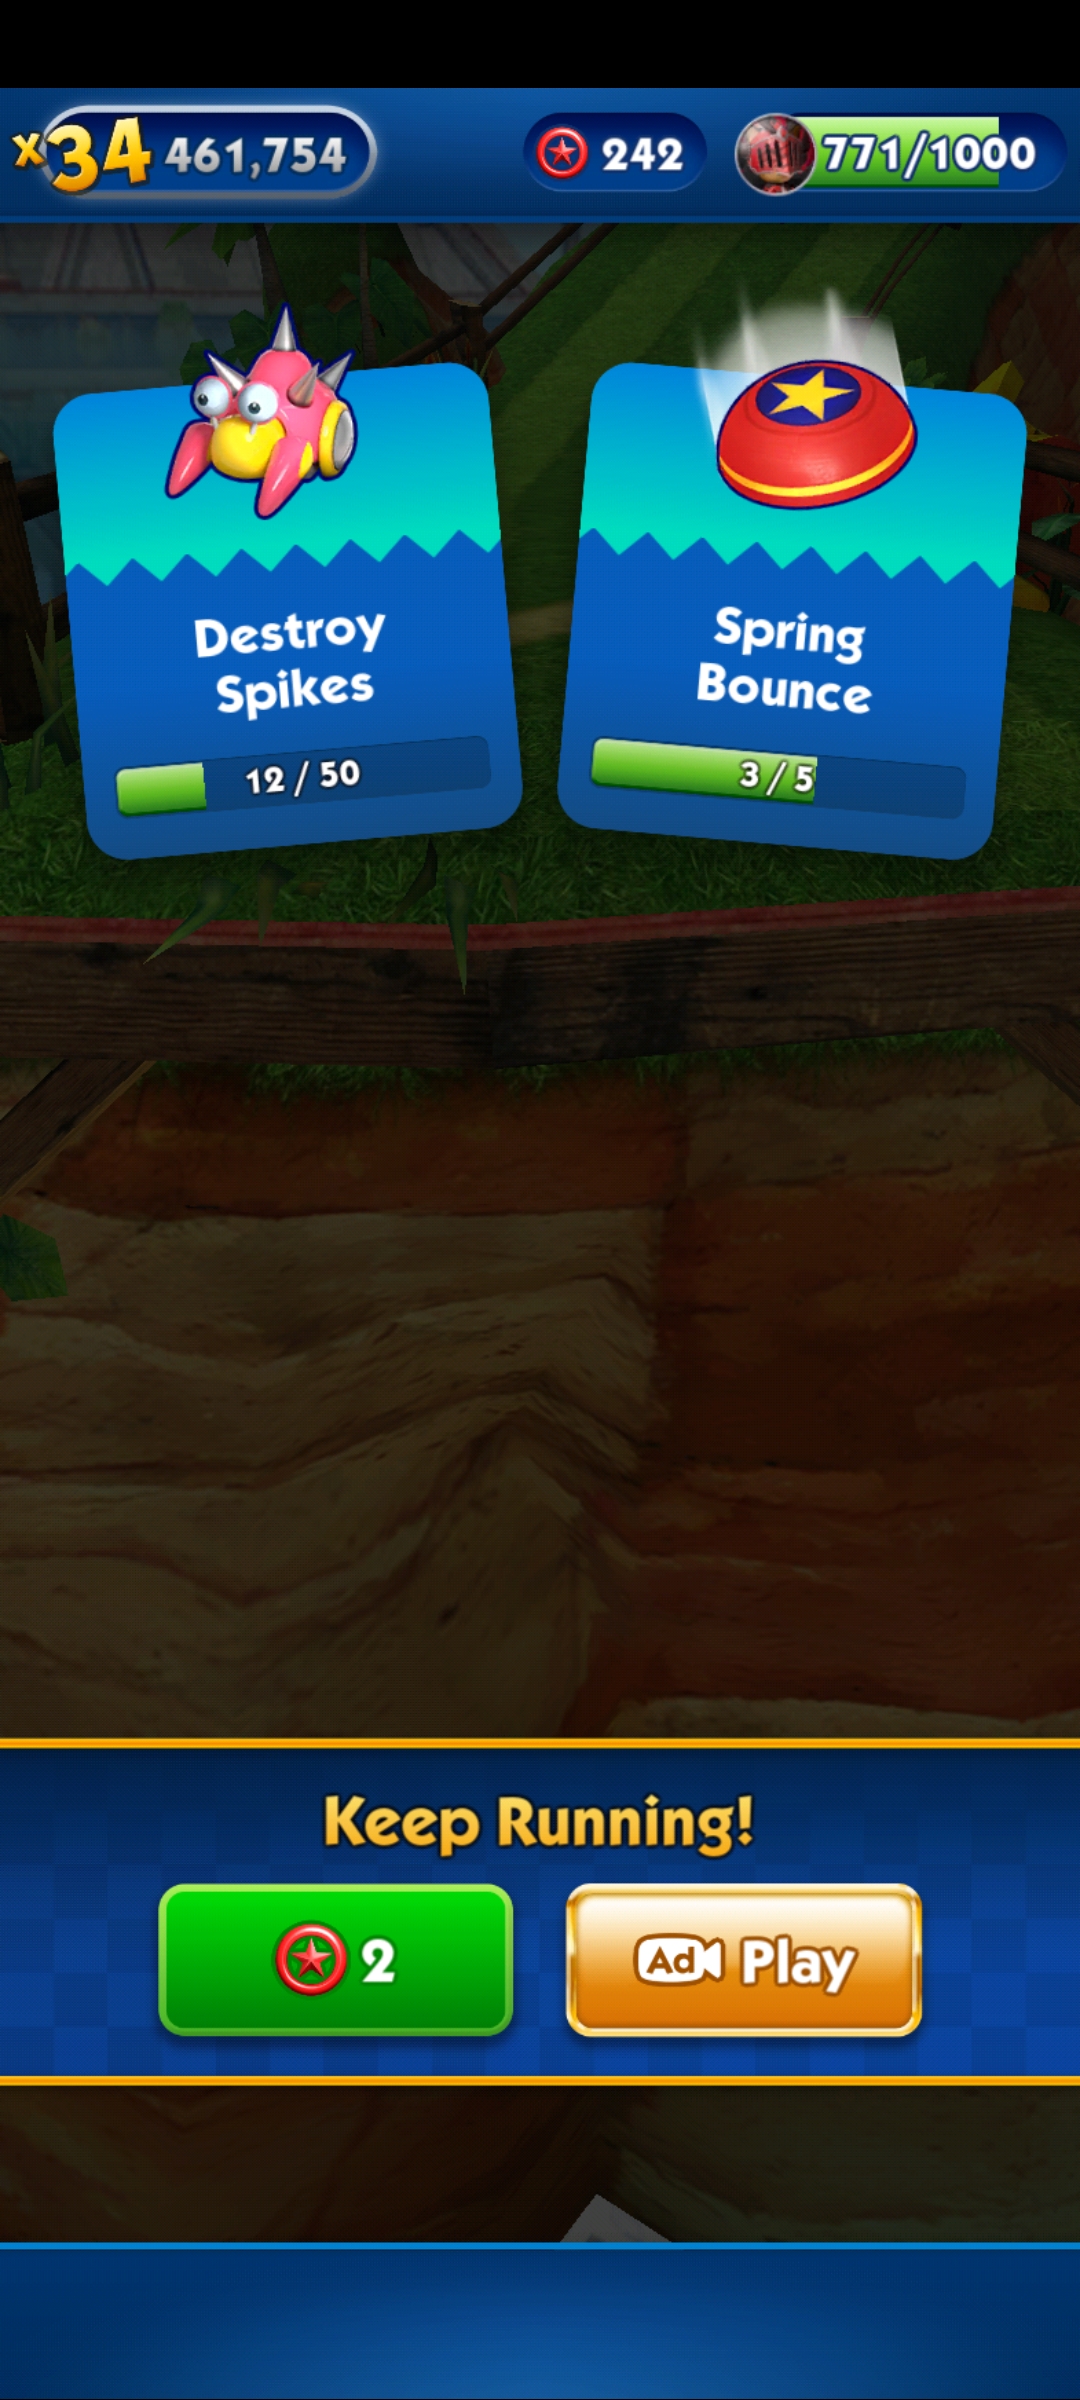 x34 461,754
242
771/1000
Destroy
Spikes
12 / 50
Spring
Bounce
3 / 5
Keep Running!
2
Ad Play